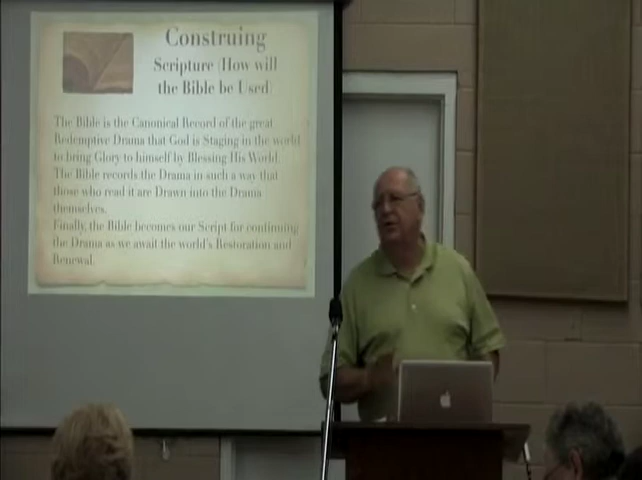 Construing
Scripture (How will
the Bible be Used)
The Bible is the Canonical Record of the great
Redemptive Drama that God is Staging in the world
to bring Glory to himself by Blessing His World.
The Bible records the Drama in such a way that
those who read it are Drawn into the Drama
themselves.
Finally, the Bible becomes our Script for continuing
the Drama as we await the world's Restoration and
Renewal.